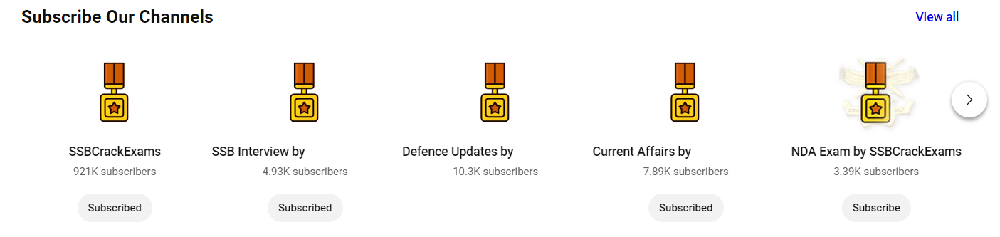 Subscribe Our Channels
View all
SSBCrackExams
921K subscribers
Subscribed
SSB Interview by
4.93K subscribers
Subscribed
Defence Updates by
10.3K subscribers
Current Affairs by
7.89K subscribers
Subscribed
NDA Exam by SSBCrackExams
3.39K subscribers
Subscribe